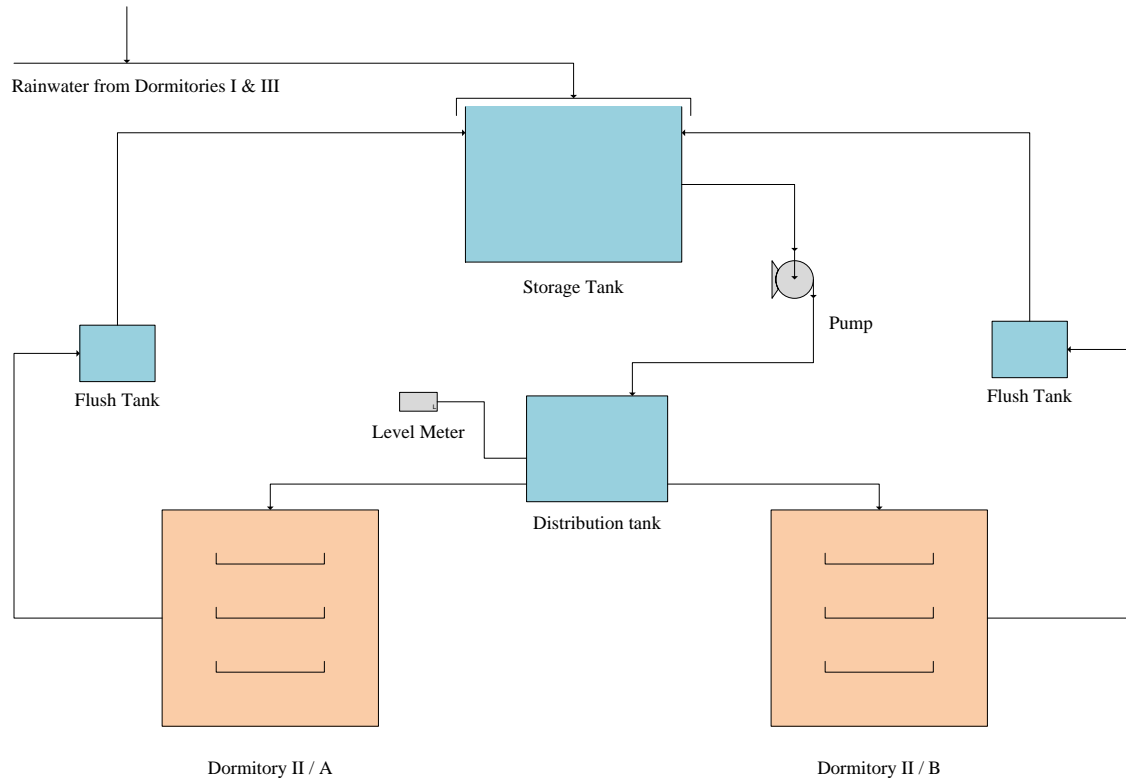 Rainwater from Dormitories I & III
Storage Tank
Pump
Flush Tank
Flush Tank
L
Level Meter
Distribution tank
Dormitory II / A
Dormitory II / B